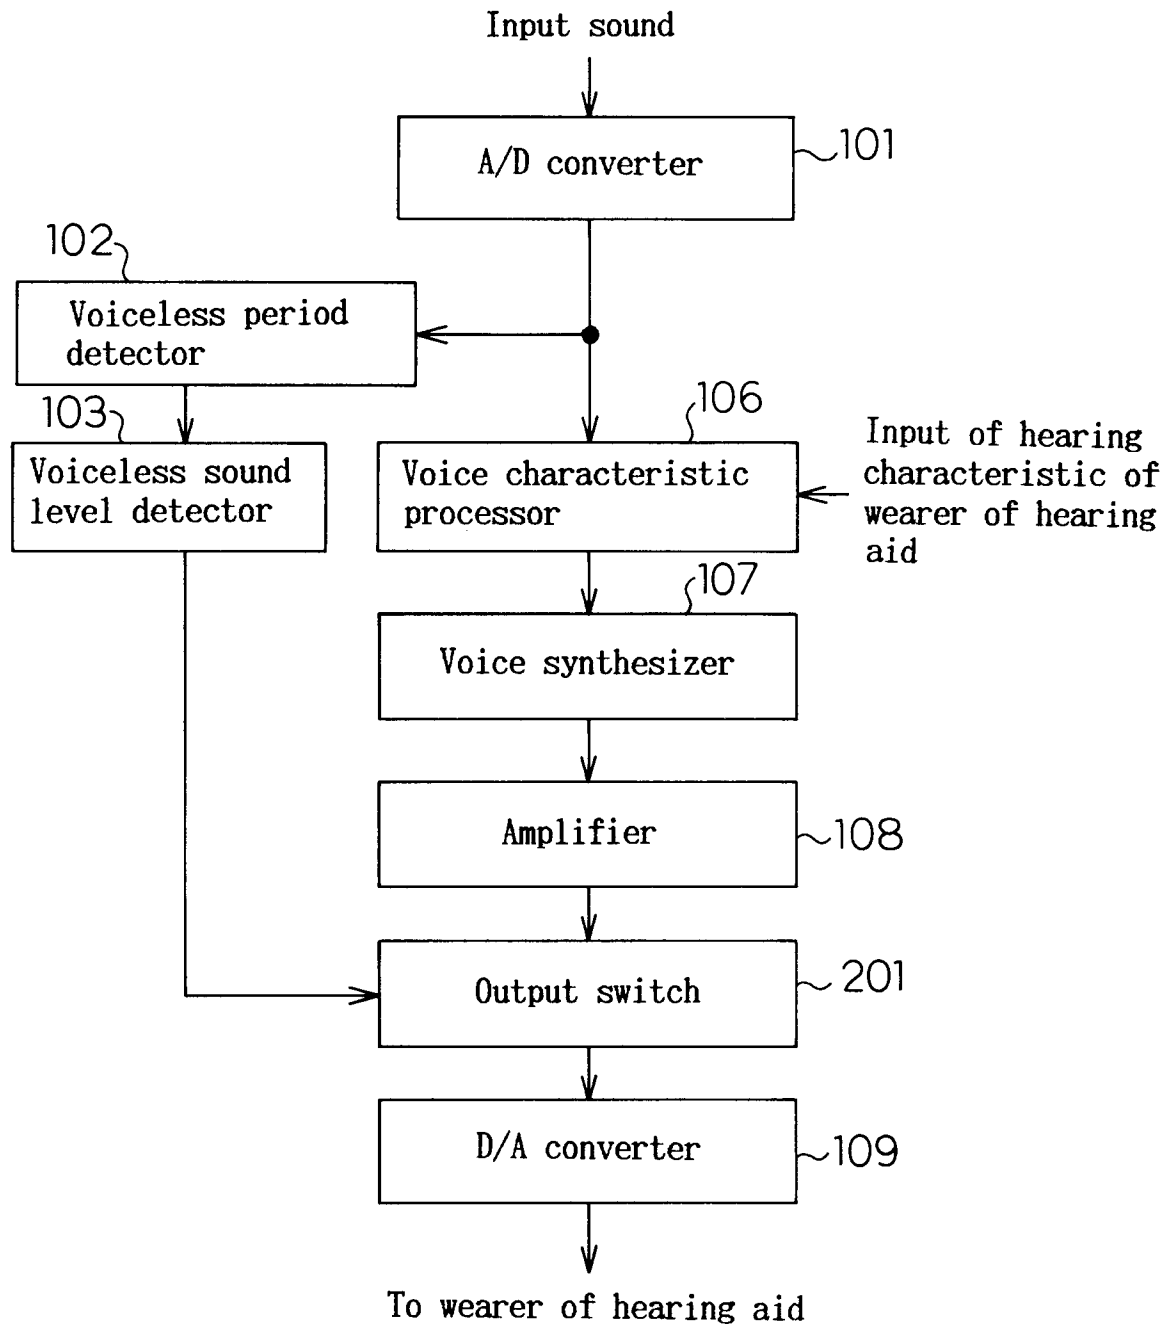 Input sound
A/D converter
101
102
Voiceless period
detector
103
Voiceless sound
level detector
106
Voice characteristic
processor
Input of hearing
characteristic of
wearer of hearing
aid
107
Voice synthesizer
Amplifier
108
Output switch
201
D/A converter
109
To wearer of hearing aid